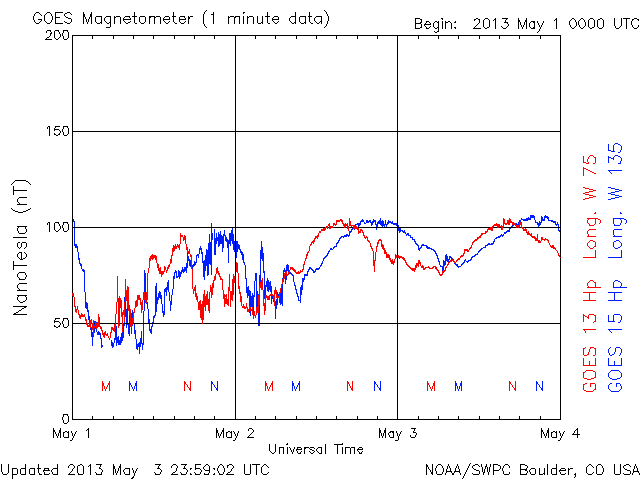 GOES Magnetometer (1 minute data)
Begin: 2013 May 1 0000 UTC
200
150
100
50
0
NanoTesla (nT)
M M N N M M N N M M N N
May 1 May 2 May 3 May 4
Universal Time
GOES 13 Hp Long. W 75
GOES 15 Hp Long. W 135
Updated 2013 May 3 23:59:02 UTC
NOAA/SWPC Boulder, CO USA